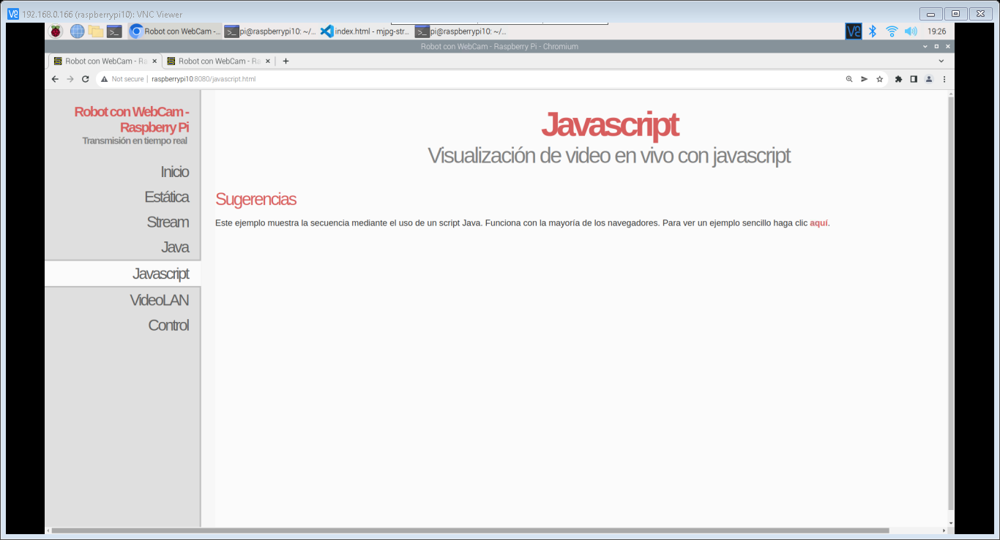 192.168.0.166 (raspberrypi10): VNC Viewer
Robot con WebCam -...
pi@raspberrypi10: ~/...
index.html - mjpg-str...
pi@raspberrypi10: ~/...
19:26
Robot con WebCam - Raspberry Pi - Chromium
Robot con WebCam - Ra
Robot con WebCam - Ra
Not secure | raspberrypi10:8080/javascript.html
Robot con WebCam -
Raspberry Pi
Transmisión en tiempo real
Inicio
Estática
Stream
Java
Javascript
VideoLAN
Control
Javascript
Visualización de video en vivo con javascript
Sugerencias
Este ejemplo muestra la secuencia mediante el uso de un script Java. Funciona con la mayoría de los navegadores. Para ver un ejemplo sencillo haga clic aquí.